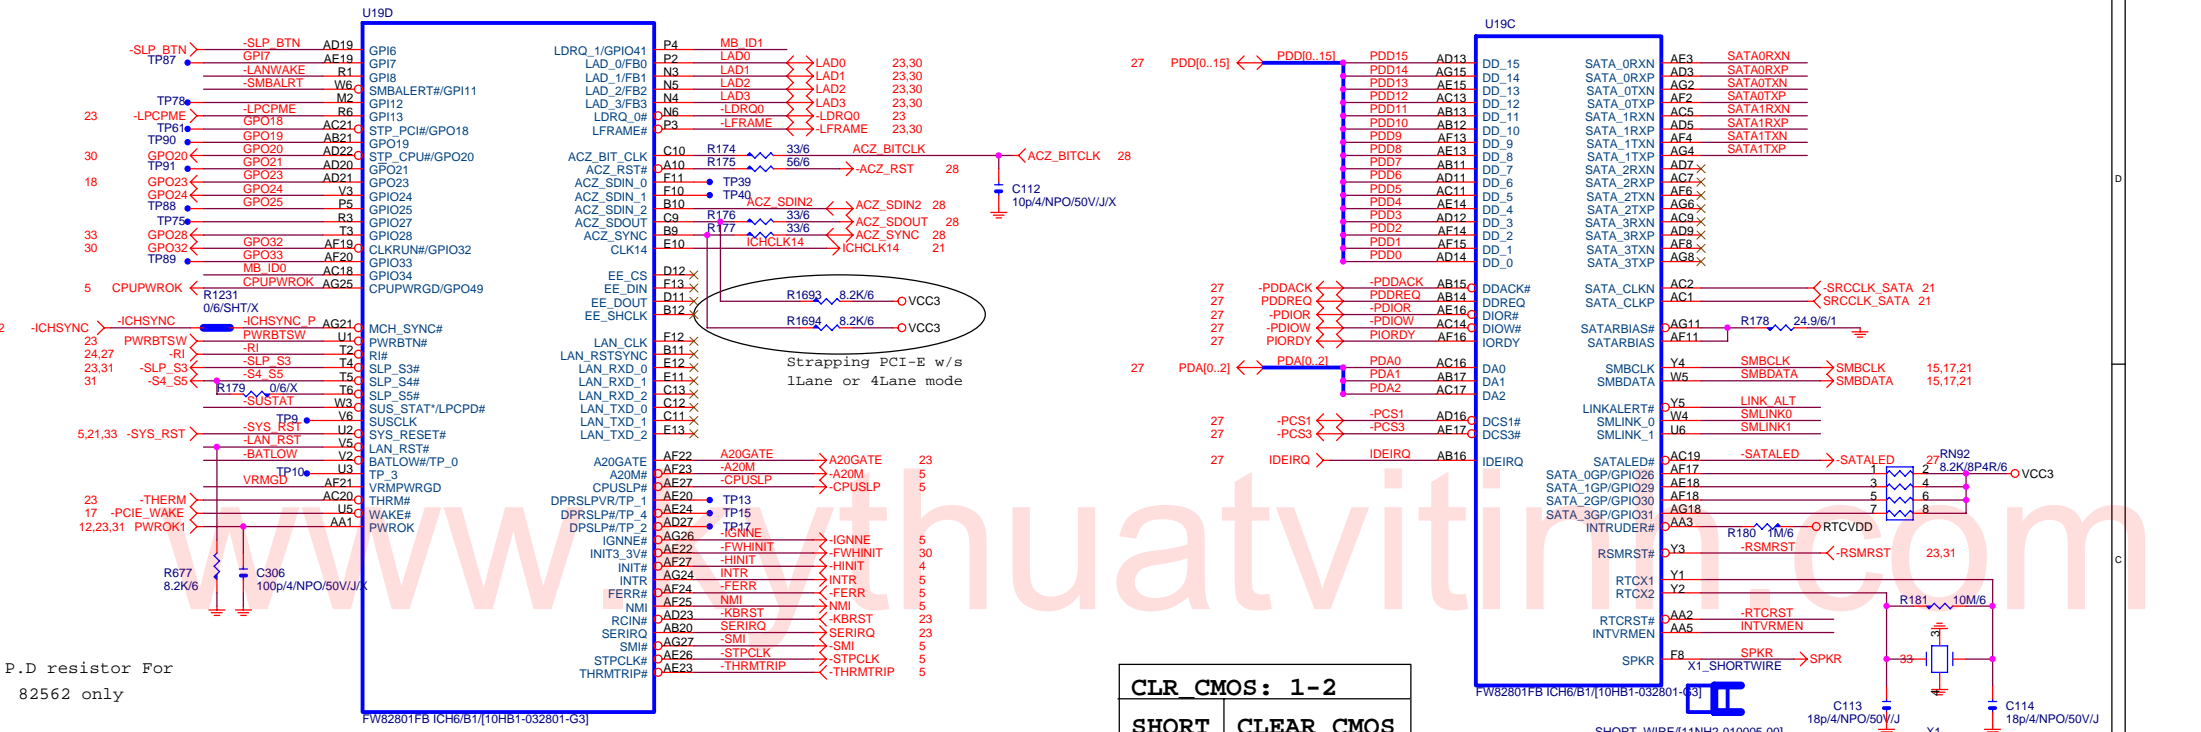 U19D
-SLP_BTN -SLP_BTN AD19 GPI6
TP87 GPI7 AE19 GPI7
-LANWAKE R1 GPI8
-SMBALRT W6 SMBALERT#/GPI11
TP78 M2 GPI12
23 -LPCPME -LPCPME R6 GPI13
TP61 GPO18 AC21 STP_PCI#/GPO18
TP90 GPO19 AB21 GPO19
30 GPO20 GPO20 AD22 STP_CPU#/GPO20
TP91 GPO21 AD20 GPO21
18 GPO23 GPO23 AD21 GPO23
GPO24 GPO24 V3 GPIO24
TP88 GPO25 P5 GPIO25
TP75 R3 GPIO27
33 GPO28 T3 GPIO28
30 GPO32 GPO32 AF19 CLKRUN#/GPIO32
TP89 GPO33 AF20 GPIO33
MB_ID0 AC18 GPIO34
5 CPUPWROK CPUPWROK AG25 CPUPWRGD/GPO49
R1231
0/6/SHT/X
2 -ICHSYNC -ICHSYNC -ICHSYNC_P AG21 MCH_SYNC#
23 PWRBTSW PWRBTSW U1 PWRBTN#
24,27 -RI -RI T2 RI#
23,31 -SLP_S3 -SLP_S3 T4 SLP_S3#
31 -S4_S5 -S4_S5 T5 SLP_S4#
R179 0/6/X T6 SLP_S5#
-SUSTAT W3 SUS_STAT*/LPCPD#
TP9 V6 SUSCLK
5,21,33 -SYS_RST -SYS_RST U2 SYS_RESET#
-LAN_RST V5 LAN_RST#
-BATLOW V2 BATLOW#/TP_0
TP10 U3 TP_3
VRMGD AF21 VRMPWRGD
23 -THERM AC20 THRM#
17 -PCIE_WAKE U5 WAKE#
12,23,31 PWROK1 AA1 PWROK
R677
8.2K/6
C306
100p/4/NPO/50V/J/X
P.D resistor For
82562 only
FW82801FB ICH6/B1/[10HB1-032801-G3]
LDRQ_1/GPIO41 P4 MB_ID1
LAD_0/FB0 P2 LAD0 LAD0 23,30
LAD_1/FB1 N3 LAD1 LAD1 23,30
LAD_2/FB2 N5 LAD2 LAD2 23,30
LAD_3/FB3 N4 LAD3 LAD3 23,30
LDRQ_0# N6 -LDRQ0 -LDRQ0 23
LFRAME# P3 -LFRAME -LFRAME 23,30
ACZ_BIT_CLK C10 R174 33/6 ACZ_BITCLK ACZ_BITCLK 28
ACZ_RST# A10 R175 56/6 -ACZ_RST 28
ACZ_SDIN_0 F11 TP39
ACZ_SDIN_1 F10 TP40
ACZ_SDIN_2 B10 ACZ_SDIN2 ACZ_SDIN2 28
ACZ_SDOUT C9 R176 33/6 ACZ_SDOUT 28
ACZ_SYNC B9 R177 33/6 ACZ_SYNC 28
CLK14 E10 ICHCLK14 ICHCLK14 21
C112
10p/4/NPO/50V/J/X
EE_CS D12
EE_DIN F13
EE_DOUT D11 R1693 8.2K/6 VCC3
EE_SHCLK B12 R1694 8.2K/6 VCC3
Strapping PCI-E w/s
1Lane or 4Lane mode
LAN_CLK F12
LAN_RSTSYNC B11
LAN_RXD_0 E12
LAN_RXD_1 E11
LAN_RXD_2 C13
LAN_TXD_0 C12
LAN_TXD_1 C11
LAN_TXD_2 E13
A20GATE AF22 A20GATE A20GATE 23
A20M# AF23 -A20M -A20M 5
CPUSLP# AE27 -CPUSLP -CPUSLP 5
DPRSLPVR/TP_1 AE20 TP13
DPRSLP#/TP_4 AE24 TP15
DPSLP#/TP_2 AD27 TP17
IGNNE# AG26 -IGNNE -IGNNE 5
INIT3_3V# AE22 -FWHINIT -FWHINIT 30
INIT# AF27 -HINIT -HINIT 4
INTR AG24 INTR INTR 5
FERR# AF24 -FERR -FERR 5
NMI AF25 NMI NMI 5
RCIN# AD23 -KBRST -KBRST 23
SERIRQ AB20 SERIRQ SERIRQ 23
SMI# AG27 -SMI -SMI 5
STPCLK# AE26 -STPCLK -STPCLK 5
THRMTRIP# AE23 -THRMTRIP -THRMTRIP 5
U19C
27 PDD[0..15] PDD[0..15] PDD15 AD13 DD_15
PDD14 AG15 DD_14
PDD13 AE15 DD_13
PDD12 AC13 DD_12
PDD11 AB13 DD_11
PDD10 AB12 DD_10
PDD9 AF13 DD_9
PDD8 AE13 DD_8
PDD7 AB11 DD_7
PDD6 AD11 DD_6
PDD5 AC11 DD_5
PDD4 AE14 DD_4
PDD3 AD12 DD_3
PDD2 AF14 DD_2
PDD1 AF15 DD_1
PDD0 AD14 DD_0
27 -PDDACK -PDDACK AB15 DDACK#
27 PDDREQ PDDREQ AB14 DDREQ
27 -PDIOR -PDIOR AE16 DIOR#
27 -PDIOW -PDIOW AC14 DIOW#
27 PIORDY PIORDY AF16 IORDY
27 PDA[0..2] PDA[0..2] PDA0 AC16 DA0
PDA1 AB17 DA1
PDA2 AC17 DA2
27 -PCS1 -PCS1 AD16 DCS1#
27 -PCS3 -PCS3 AE17 DCS3#
27 IDEIRQ IDEIRQ AB16 IDEIRQ
SATA_0RXN AE3 SATA0RXN
SATA_0RXP AD3 SATA0RXP
SATA_0TXN AG2 SATA0TXN
SATA_0TXP AF2 SATA0TXP
SATA_1RXN AC5 SATA1RXN
SATA_1RXP AD5 SATA1RXP
SATA_1TXN AF4 SATA1TXN
SATA_1TXP AG4 SATA1TXP
SATA_2RXN AD7
SATA_2RXP AC7
SATA_2TXN AF6
SATA_2TXP AG6
SATA_3RXN AC9
SATA_3RXP AD9
SATA_3TXN AF8
SATA_3TXP AG8
SATA_CLKN AC2 -SRCCLK_SATA 21
SATA_CLKP AC1 SRCCLK_SATA 21
SATARBIAS# AG11 R178 24.9/6/1
SATARBIAS AF11
SMBCLK Y4 SMBCLK SMBCLK 15,17,21
SMBDATA W5 SMBDATA SMBDATA 15,17,21
LINKALERT# Y5 LINK_ALT
SMLINK_0 W4 SMLINK0
SMLINK_1 U6 SMLINK1
SATALED# AC19 -SATALED -SATALED 27
RN92
8.2K/8P4R/6
SATA_0GP/GPIO26 AF17 1 2 VCC3
SATA_1GP/GPIO29 AE18 3 4
SATA_2GP/GPIO30 AF18 5 6
SATA_3GP/GPIO31 AG18 7 8
INTRUDER# AA3 R180 1M/6 RTCVDD
RSMRST# Y3 -RSMRST -RSMRST 23,31
RTCX1 Y1
RTCX2 Y2
R181 10M/6
RTCRST# AA2 -RTCRST
INTVRMEN AA5 INTVRMEN
SPKR F8 SPKR SPKR 33
X1_SHORTWIRE
3
4
FW82801FB ICH6/B1/[10HB1-032801-G3]
C113
18p/4/NPO/50V/J
C114
18p/4/NPO/50V/J
SHORT_WIRE/[11NH2-010005-00]
X1
CLR_CMOS: 1-2
SHORT CLEAR CMOS
D
C
www.kythuatvitinh.com